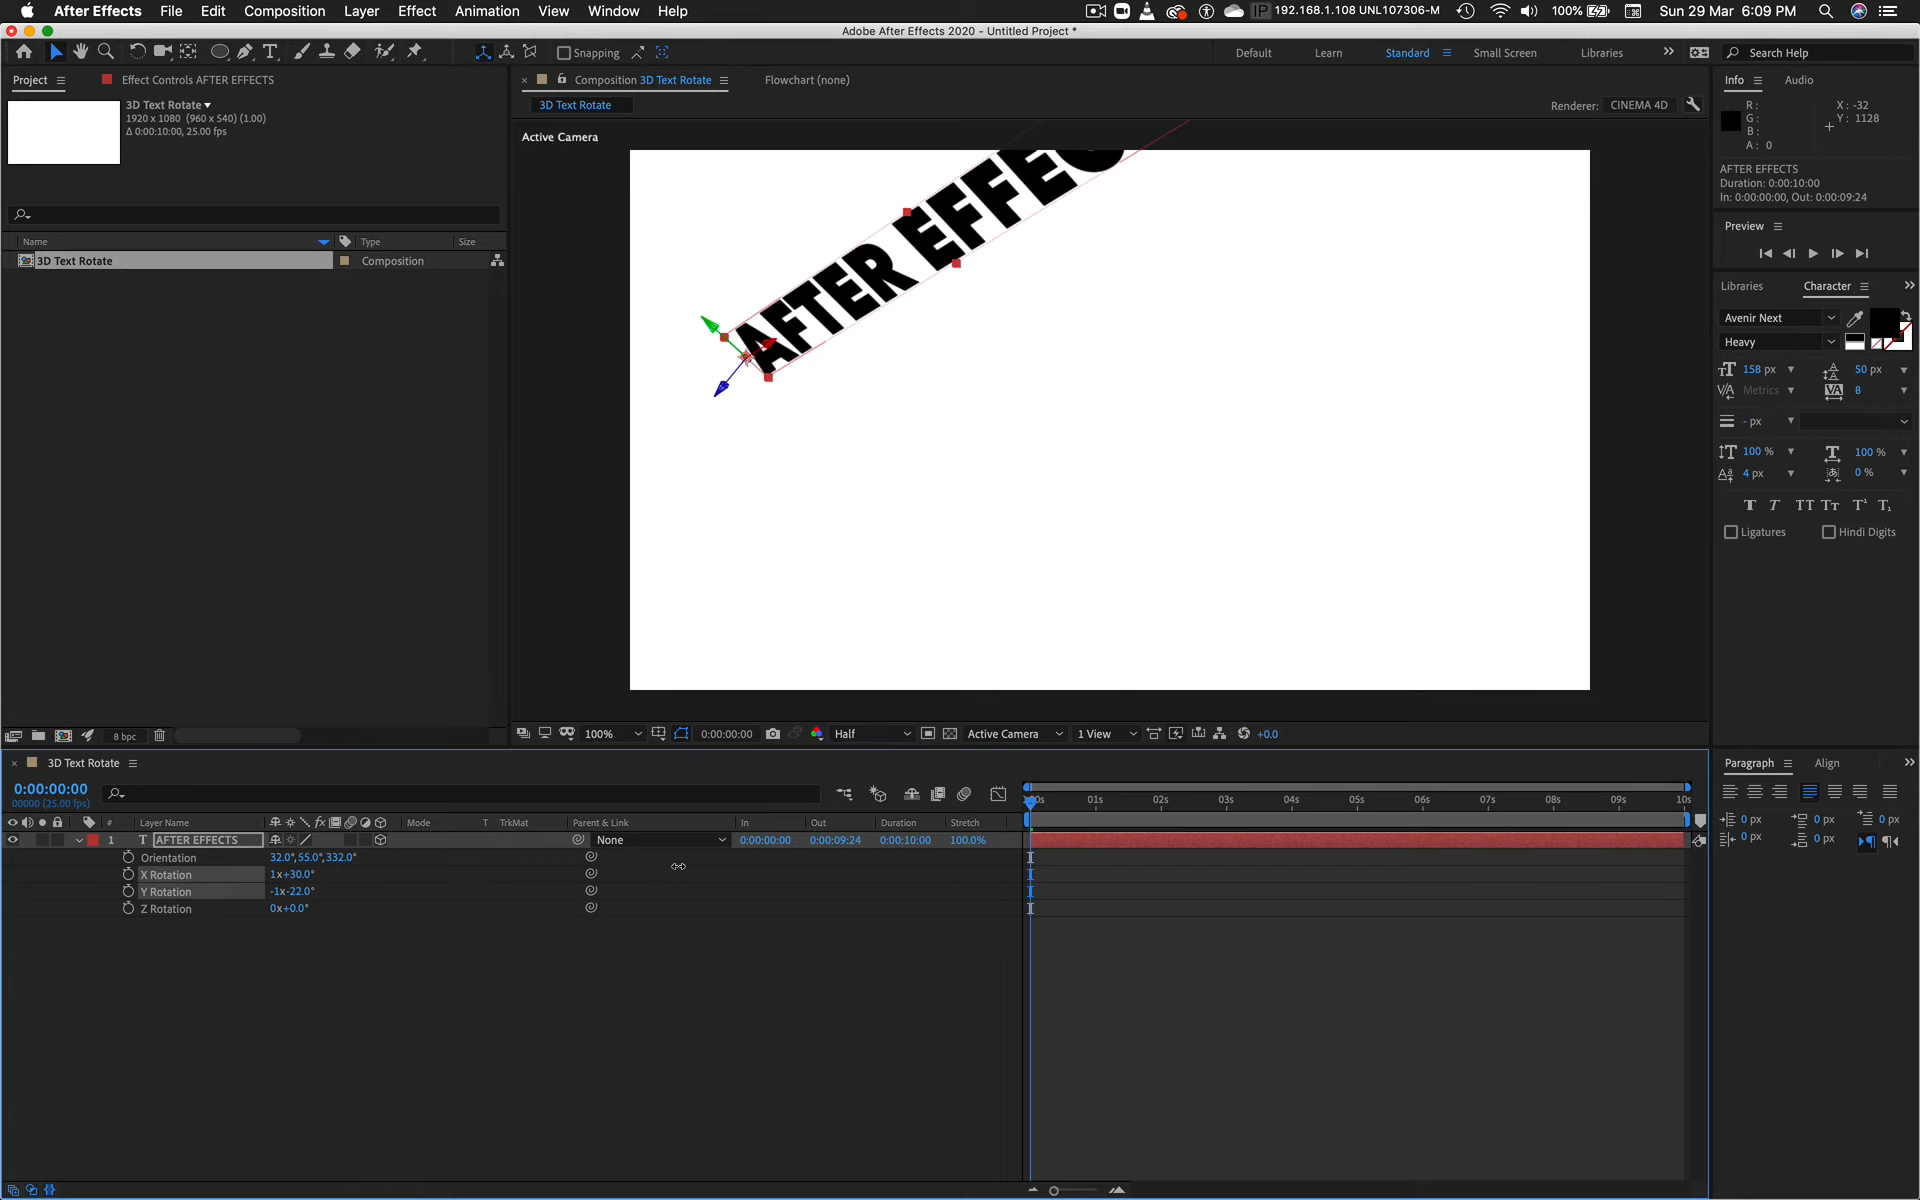 After Effects File Edit Composition Layer Effect Animation View Window Help
192.168.1.108 UNL107306-M 100% Sun 29 Mar 6:09 PM
Adobe After Effects 2020 - Untitled Project *
Snapping
Default Learn Standard Small Screen Libraries Search Help
Project Effect Controls AFTER EFFECTS
3D Text Rotate
1920 x 1080 (960 x 540) (1.00)
Δ 0:00:10:00, 25.00 fps
Name Type Size
3D Text Rotate Composition
8 bpc
Composition 3D Text Rotate Flowchart (none)
3D Text Rotate
Renderer: CINEMA 4D
Active Camera
AFTER EFFEC
100% 0:00:00:00 Half Active Camera 1 View +0.0
Info Audio
R: X: -32
G: Y: 1128
B:
A: 0
AFTER EFFECTS
Duration: 0:00:10:00
In: 0:00:00:00, Out: 0:00:09:24
Preview
Libraries Character
Avenir Next
Heavy
158 px 50 px
Metrics 8
- px
100 % 100 %
4 px 0 %
T T TT Tt T¹ T₁
Ligatures Hindi Digits
3D Text Rotate
0:00:00:00
00000 (25.00 fps)
# Layer Name Mode T TrkMat Parent & Link In Out Duration Stretch
1 T AFTER EFFECTS None 0:00:00:00 0:00:09:24 0:00:10:00 100.0%
Orientation 32.0°,55.0°,332.0°
X Rotation 1x+30.0°
Y Rotation -1x-22.0°
Z Rotation 0x+0.0°
01s 02s 03s 04s 05s 06s 07s 08s 09s 10s
Paragraph Align
0 px 0 px 0 px
0 px 0 px